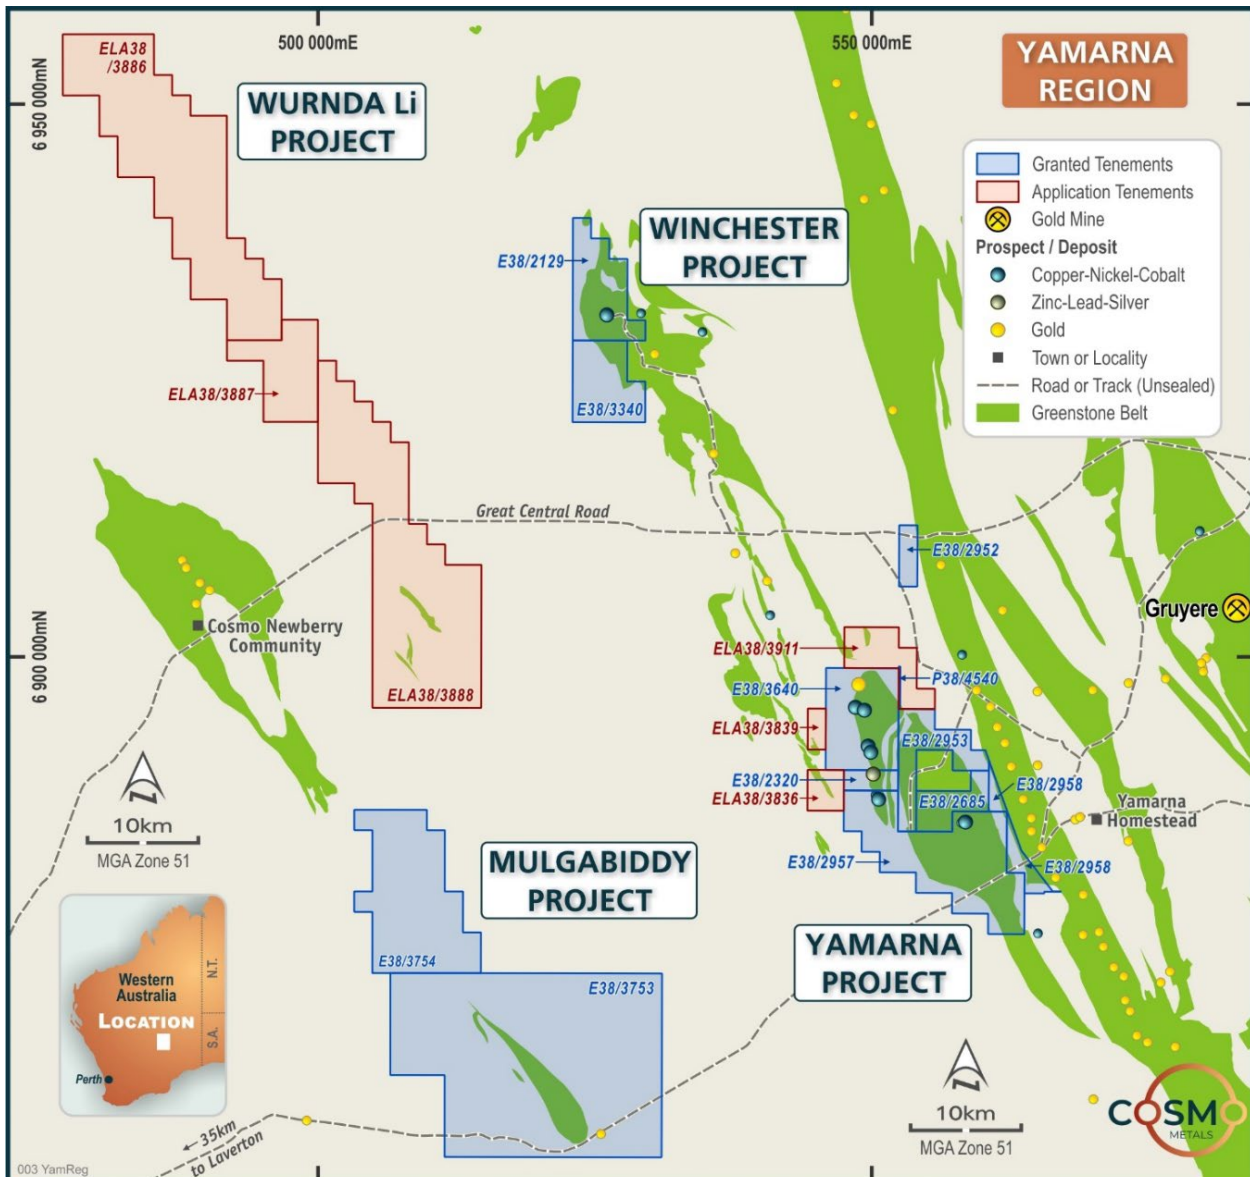 500 000mE
550 000mE
6 950 000mN
6 900 000mN
YAMARNA
REGION
ELA38
/3886
WURNDA Li
PROJECT
Granted Tenements
Application Tenements
Gold Mine
Prospect / Deposit
Copper-Nickel-Cobalt
Zinc-Lead-Silver
Gold
Town or Locality
Road or Track (Unsealed)
Greenstone Belt
WINCHESTER
PROJECT
E38/2129
ELA38/3887
E38/3340
Great Central Road
E38/2952
Gruyere
Cosmo Newberry
Community
ELA38/3888
ELA38/3911
P38/4540
E38/3640
ELA38/3839
E38/2953
E38/2320
E38/2958
ELA38/3836
E38/2685
Yamarna
Homestead
E38/2957
E38/2958
10km
MGA Zone 51
MULGABIDDY
PROJECT
YAMARNA
PROJECT
E38/3754
E38/3753
Western
Australia
N.T.
LOCATION
S.A.
Perth
N
N
10km
MGA Zone 51
35km
to Laverton
COSMO
METALS
003 YamReg